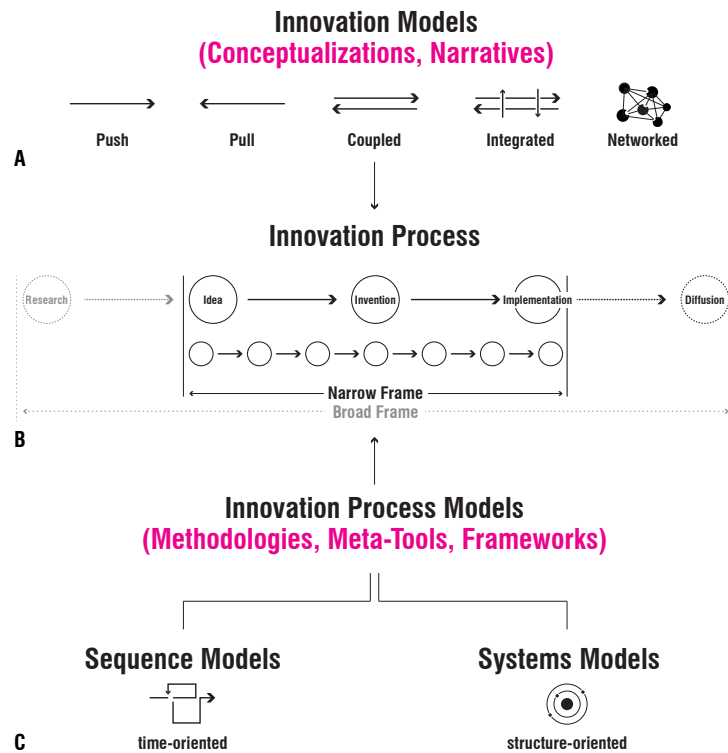 Innovation Models
(Conceptualizations, Narratives)
Push
Pull
Coupled
Integrated
Networked
A
Innovation Process
Research
Idea
Invention
Implementation
Diffusion
Narrow Frame
Broad Frame
B
Innovation Process Models
(Methodologies, Meta-Tools, Frameworks)
Sequence Models
Systems Models
time-oriented
structure-oriented
C